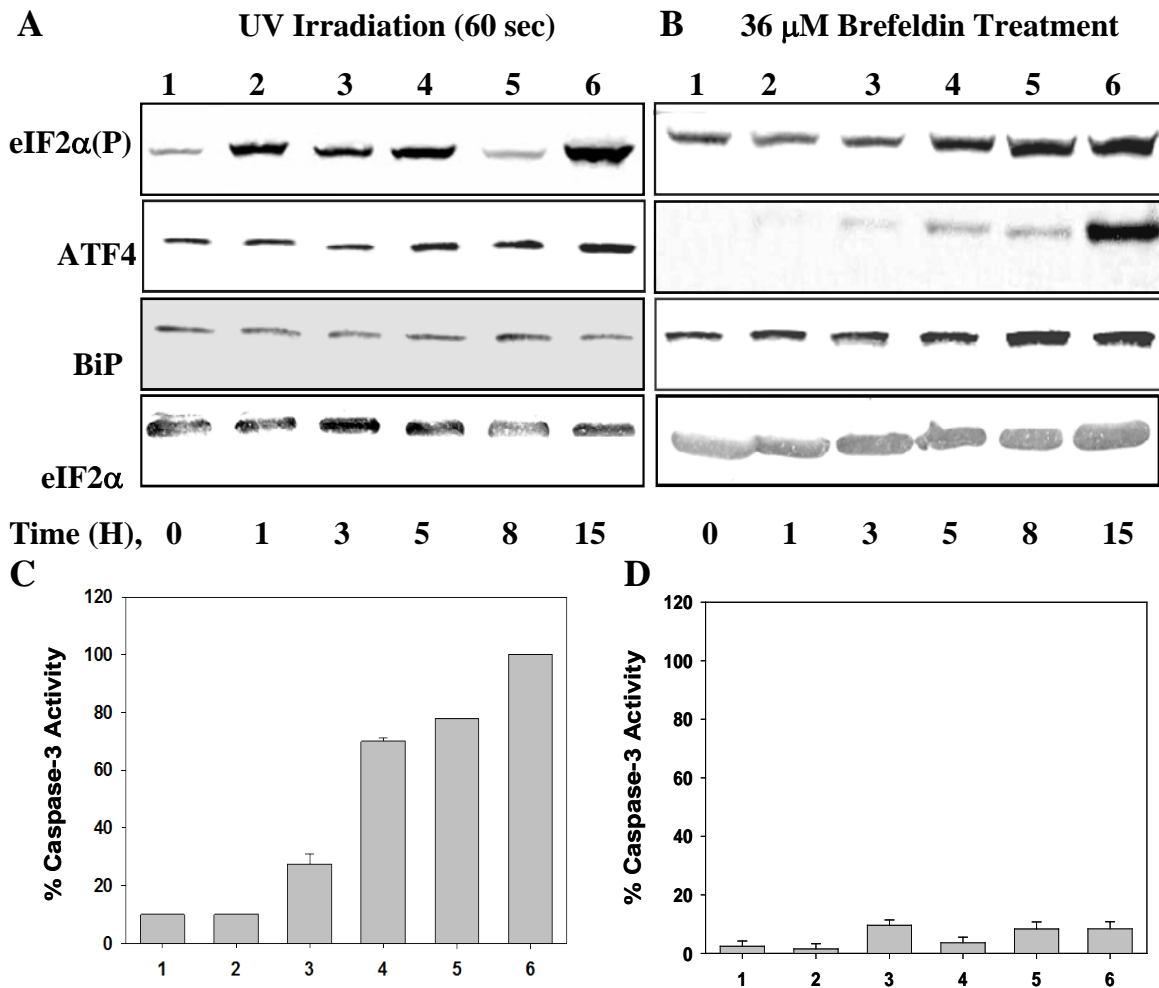 A UV Irradiation (60 sec) B 36 μM Brefeldin Treatment
1 2 3 4 5 6 1 2 3 4 5 6
eIF2α(P)
ATF4
BiP
eIF2α
Time (H), 0 1 3 5 8 15 0 1 3 5 8 15
C
% Caspase-3 Activity
120
100
80
60
40
20
0
1 2 3 4 5 6
D
% Caspase-3 Activity
120
100
80
60
40
20
0
1 2 3 4 5 6